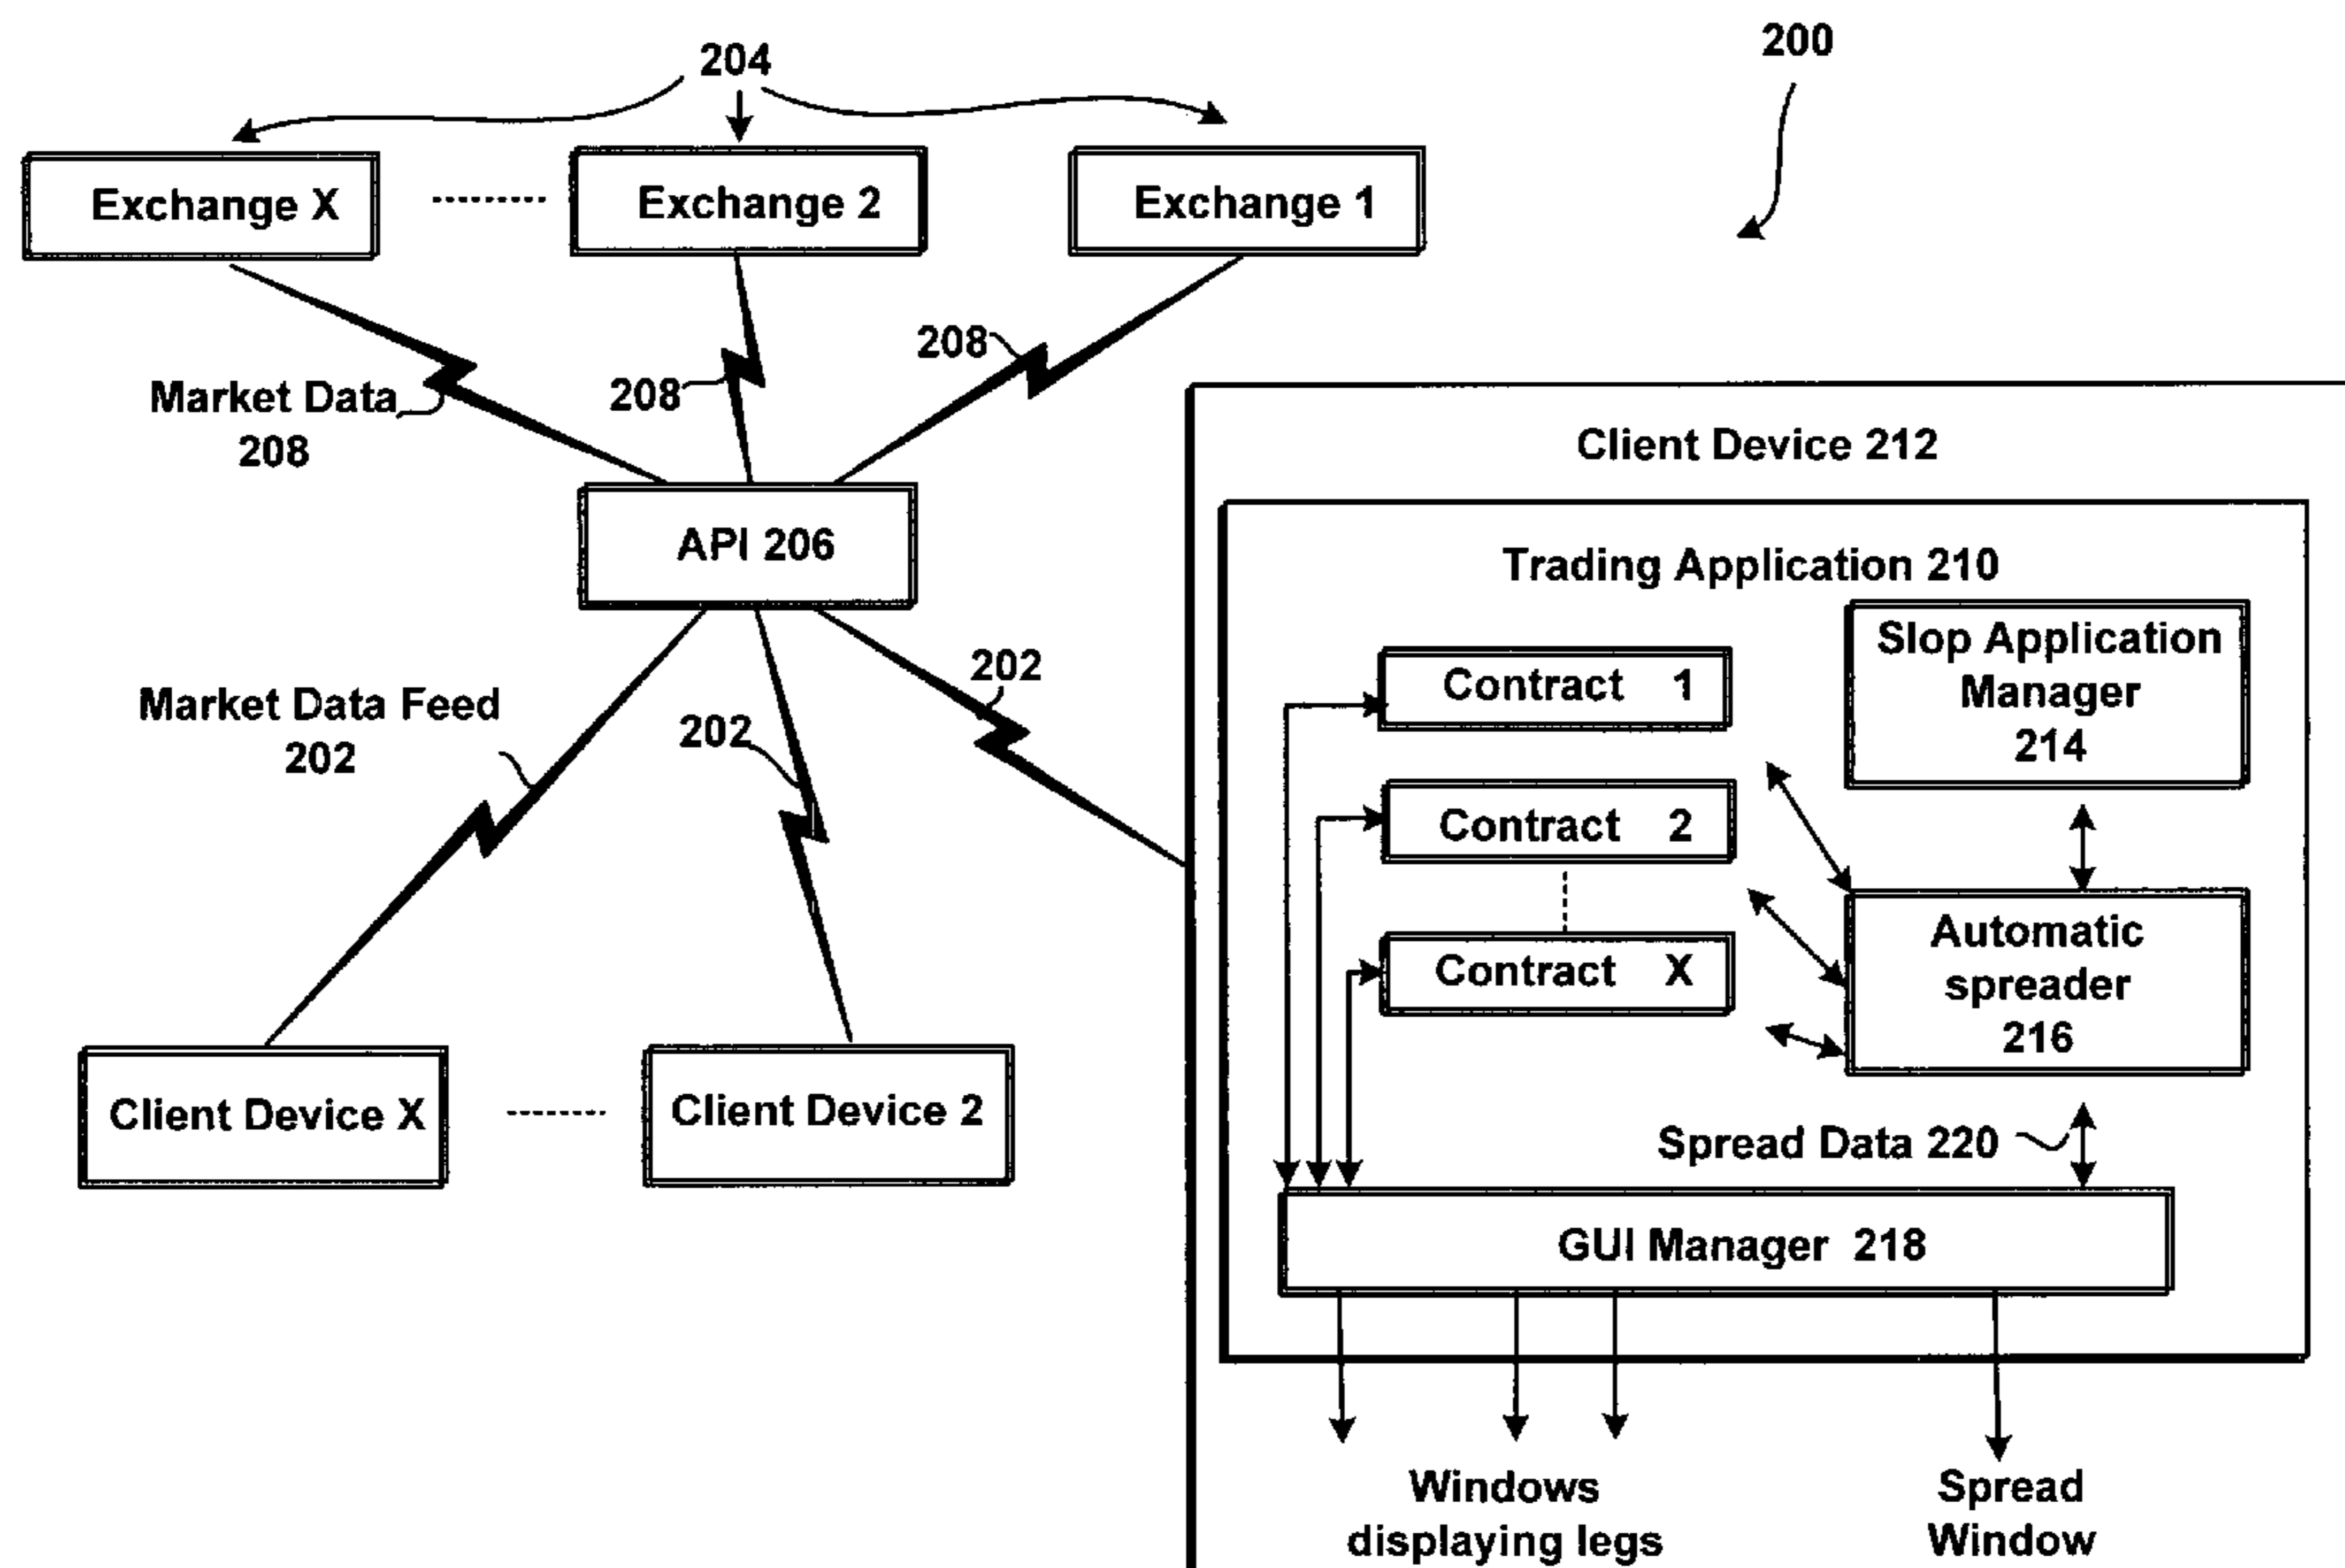 204
200
Exchange X
Exchange 2
Exchange 1
208
208
Market Data
208
Client Device 212
API 206
Trading Application 210
Slop Application
Manager
214
Contract 1
Contract 2
Contract X
Automatic
spreader
216
202
Market Data Feed
202
202
Client Device X
Client Device 2
Spread Data 220
GUI Manager 218
Windows
displaying legs
Spread
Window